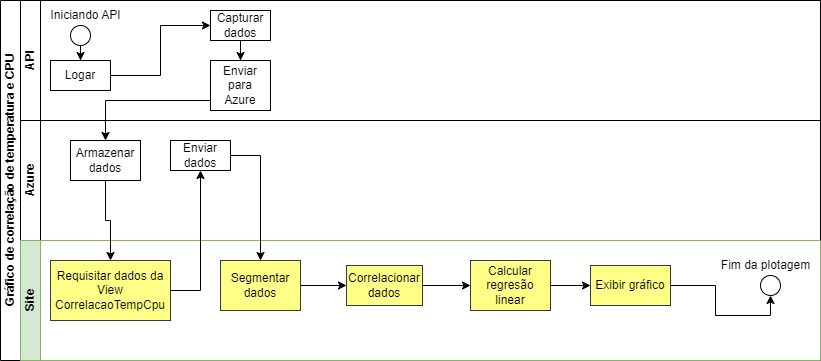 Gráfico de correlação de temperatura e CPU
API
Iniciando API
Logar
Capturar
dados
Enviar
para
Azure
Azure
Armazenar
dados
Enviar
dados
Site
Requisitar dados da
View
CorrelacaoTempCpu
Segmentar
dados
Correlacionar
dados
Calcular
regresão
linear
Exibir gráfico
Fim da plotagem